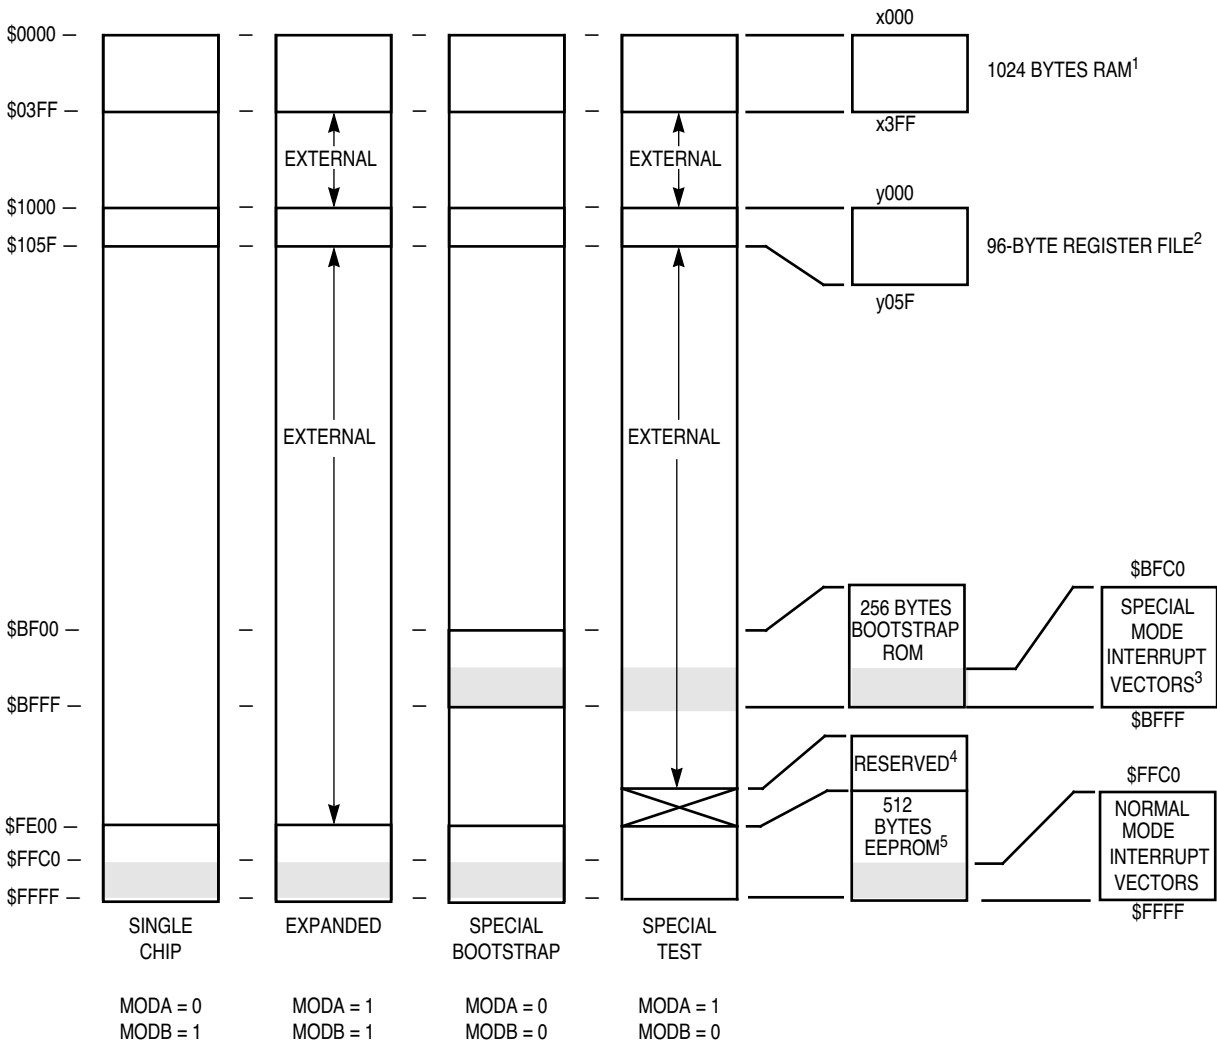 x000
$0000
1024 BYTES RAM1
$03FF
x3FF
EXTERNAL
EXTERNAL
y000
$1000
$105F
96-BYTE REGISTER FILE2
y05F
EXTERNAL
EXTERNAL
$BFC0
256 BYTES
BOOTSTRAP
ROM
SPECIAL
MODE
INTERRUPT
VECTORS3
$BF00
$BFFF
$BFFF
RESERVED4
$FFC0
512
BYTES
EEPROM5
NORMAL
MODE
INTERRUPT
VECTORS
$FE00
$FFC0
$FFFF
$FFFF
SINGLE
CHIP
EXPANDED
SPECIAL
BOOTSTRAP
SPECIAL
TEST
MODA = 0
MODB = 1
MODA = 1
MODB = 1
MODA = 0
MODB = 0
MODA = 1
MODB = 0